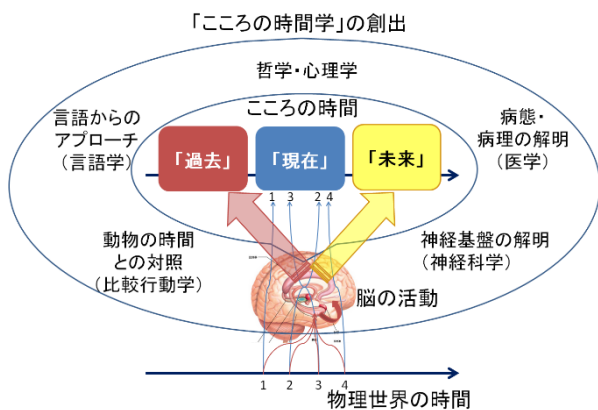 「こころの時間学」の創出
哲学・心理学
こころの時間
言語からの
アプローチ
(言語学)
「過去」
「現在」
「未来」
病態・
病理の解明
(医学)
1 3 2 4
動物の時間
との対照
(比較行動学)
神経基盤の解明
(神経科学)
脳の活動
1 2 3 4
物理世界の時間